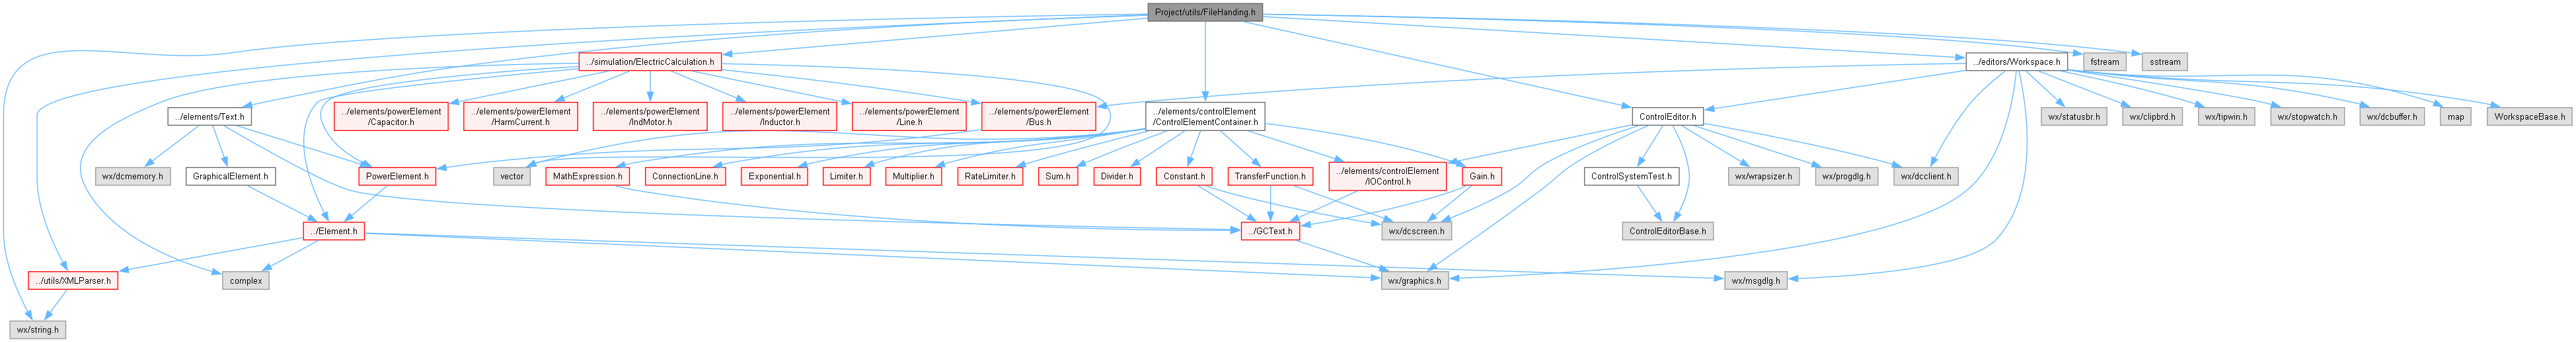 Project/utils/FileHanding.h
../simulation/ElectricCalculation.h
../editors/Workspace.h
fstream
sstream
../elements/Text.h
../elements/powerElement
/Capacitor.h
../elements/powerElement
/HarmCurrent.h
../elements/powerElement
/IndMotor.h
../elements/powerElement
/Inductor.h
../elements/powerElement
/Line.h
../elements/powerElement
/Bus.h
../elements/controlElement
/ControlElementContainer.h
ControlEditor.h
wx/statusbr.h
wx/clipbrd.h
wx/tipwin.h
wx/stopwatch.h
wx/dcbuffer.h
map
WorkspaceBase.h
wx/dcmemory.h
GraphicalElement.h
PowerElement.h
vector
MathExpression.h
ConnectionLine.h
Exponential.h
Limiter.h
Multiplier.h
RateLimiter.h
Sum.h
Divider.h
Constant.h
TransferFunction.h
../elements/controlElement
/IOControl.h
Gain.h
ControlSystemTest.h
wx/wrapsizer.h
wx/progdlg.h
wx/dcclient.h
../Element.h
../GCText.h
wx/dcscreen.h
ControlEditorBase.h
../utils/XMLParser.h
complex
wx/graphics.h
wx/msgdlg.h
wx/string.h